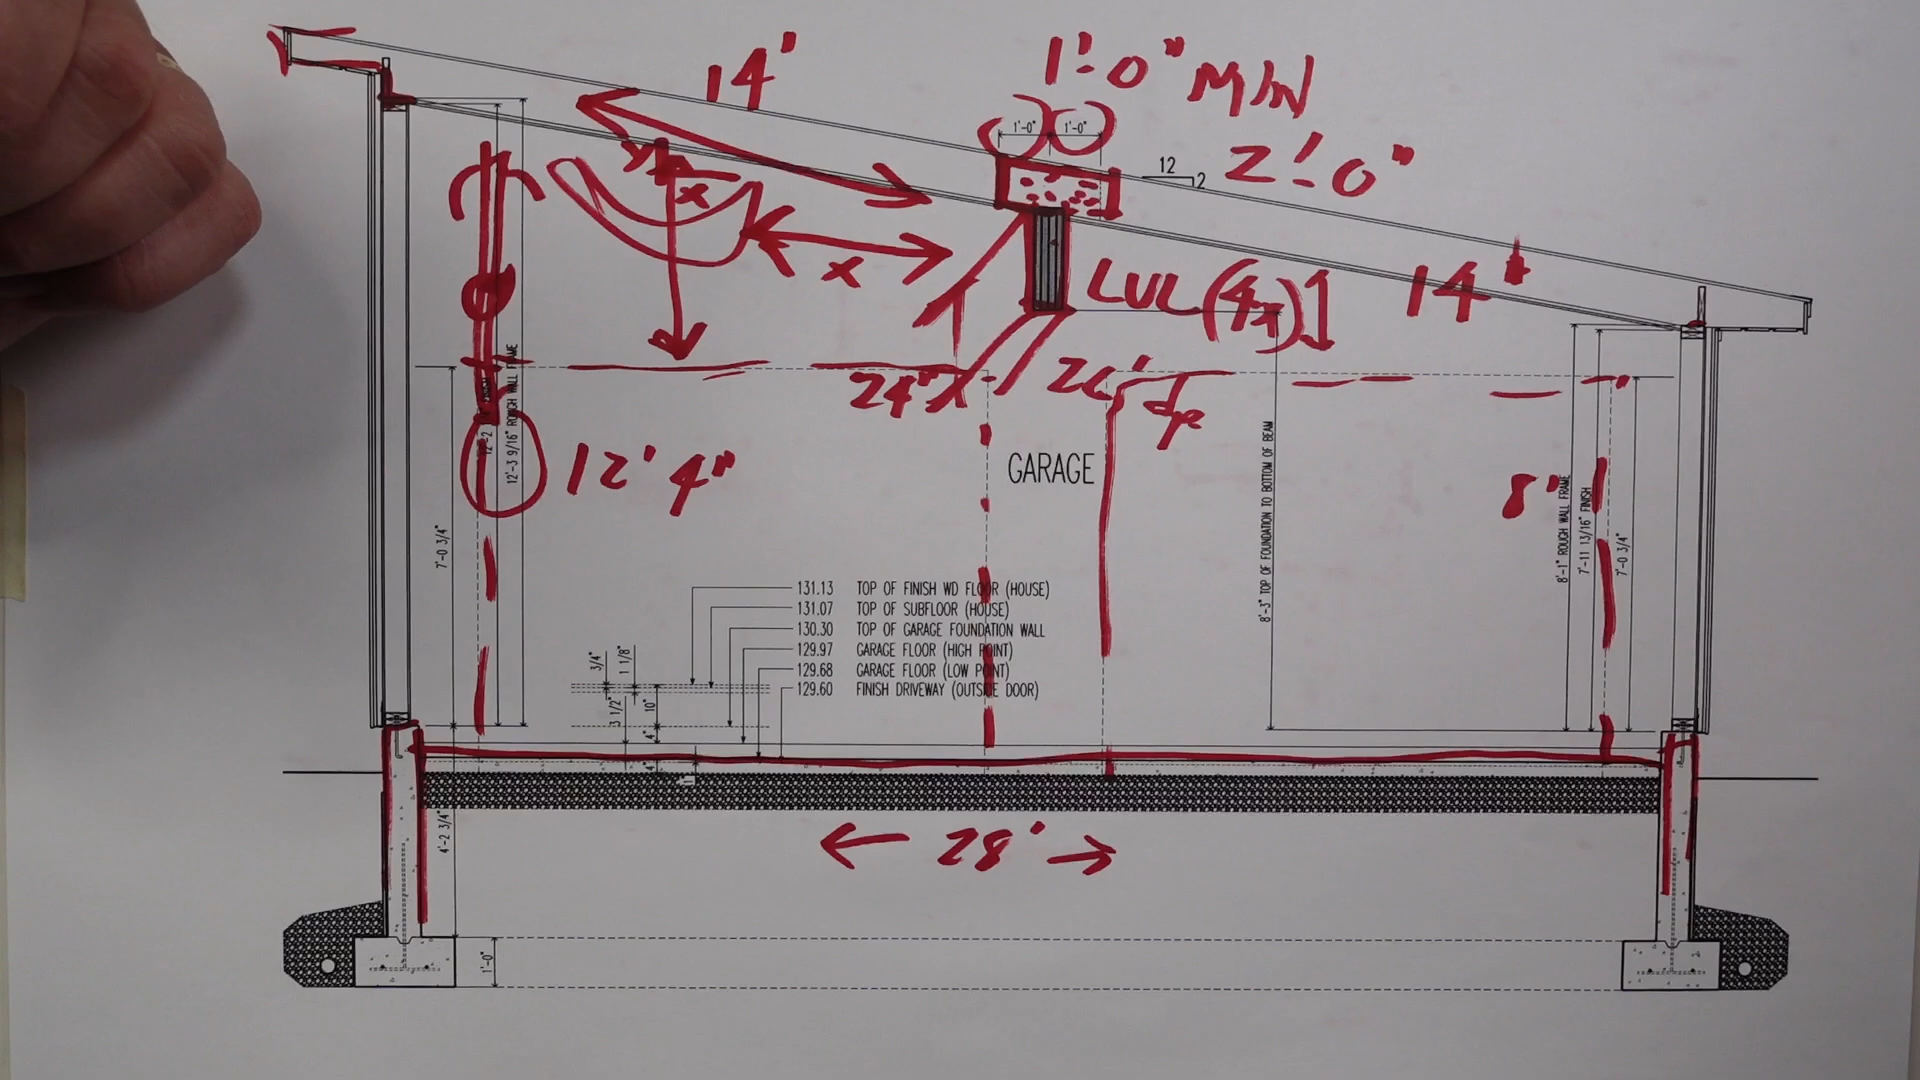 14'
1'-0" MIN
1'-0" 1'-0"
12
2
2'-0"
x
x
LVL (4x)
14'
24"
26'
12'-3 9/16" ROUGH WALL FRAME
12'-2
12' 4"
GARAGE
8'
8'-3" TOP OF FOUNDATION TO BOTTOM OF BEAM
8'-1" ROUGH WALL FRAME
7'-11 13/16" FINISH
7'-0 3/4"
7'-0 3/4"
131.13 TOP OF FINISH WD FLOOR (HOUSE)
131.07 TOP OF SUBFLOOR (HOUSE)
130.30 TOP OF GARAGE FOUNDATION WALL
129.97 GARAGE FLOOR (HIGH POINT)
129.68 GARAGE FLOOR (LOW POINT)
129.60 FINISH DRIVEWAY (OUTSIDE DOOR)
3/4"
1 1/8"
3 1/2"
10"
4"
4"
28'
4'-2 3/4"
1'-0"